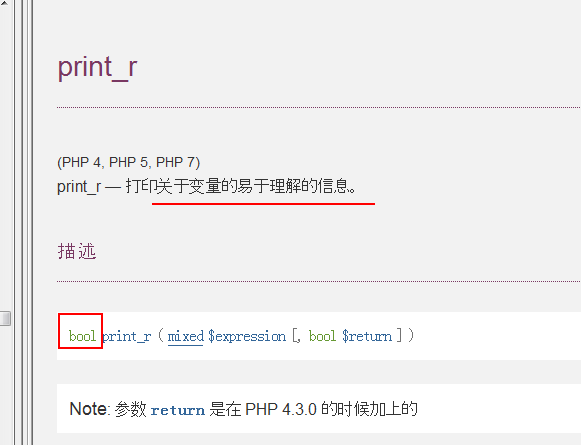 print_r
(PHP 4, PHP 5, PHP 7)
print_r — 打印关于变量的易于理解的信息。
描述
bool print_r ( mixed $expression [, bool $return ] )
Note: 参数 return 是在 PHP 4.3.0 的时候加上的